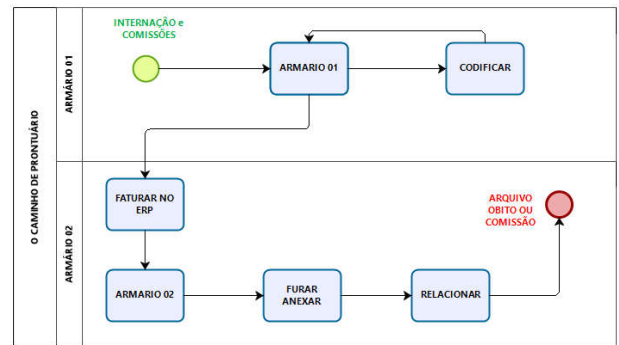 O CAMINHO DE PRONTUÁRIO
ARMÁRIO 01
INTERNAÇÃO e
COMISSÕES
ARMARIO 01
CODIFICAR
ARMÁRIO 02
FATURAR NO
ERP
ARQUIVO
OBITO OU
COMISSÃO
ARMARIO 02
FURAR
ANEXAR
RELACIONAR